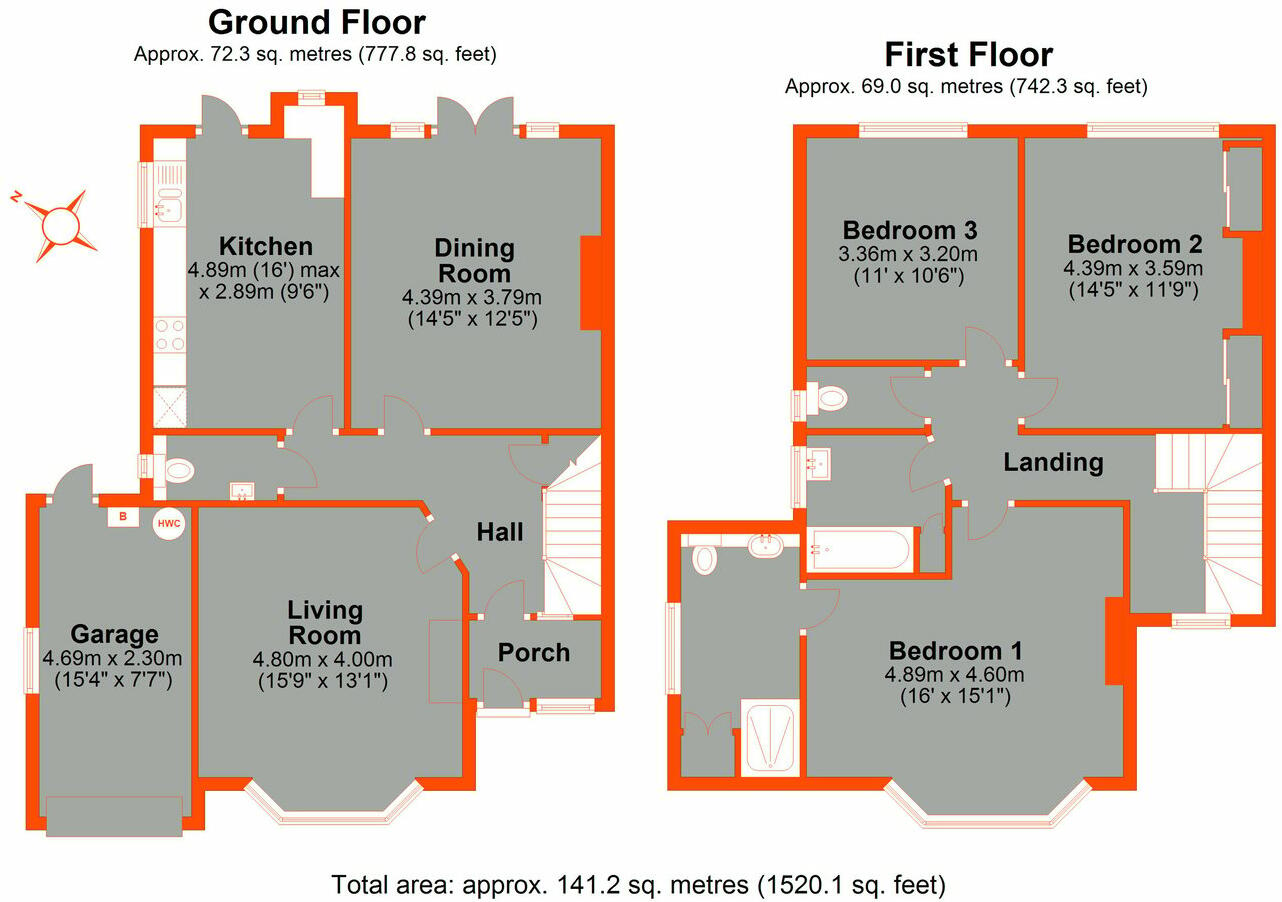 Ground Floor
Approx. 72.3 sq. metres (777.8 sq. feet)
First Floor
Approx. 69.0 sq. metres (742.3 sq. feet)
N
Kitchen
4.89m (16') max
x 2.89m (9'6")
Dining
Room
4.39m x 3.79m
(14'5" x 12'5")
Bedroom 3
3.36m x 3.20m
(11' x 10'6")
Bedroom 2
4.39m x 3.59m
(14'5" x 11'9")
Landing
B
HWC
Hall
Living
Room
4.80m x 4.00m
(15'9" x 13'1")
Garage
4.69m x 2.30m
(15'4" x 7'7")
Porch
Bedroom 1
4.89m x 4.60m
(16' x 15'1")
Total area: approx. 141.2 sq. metres (1520.1 sq. feet)